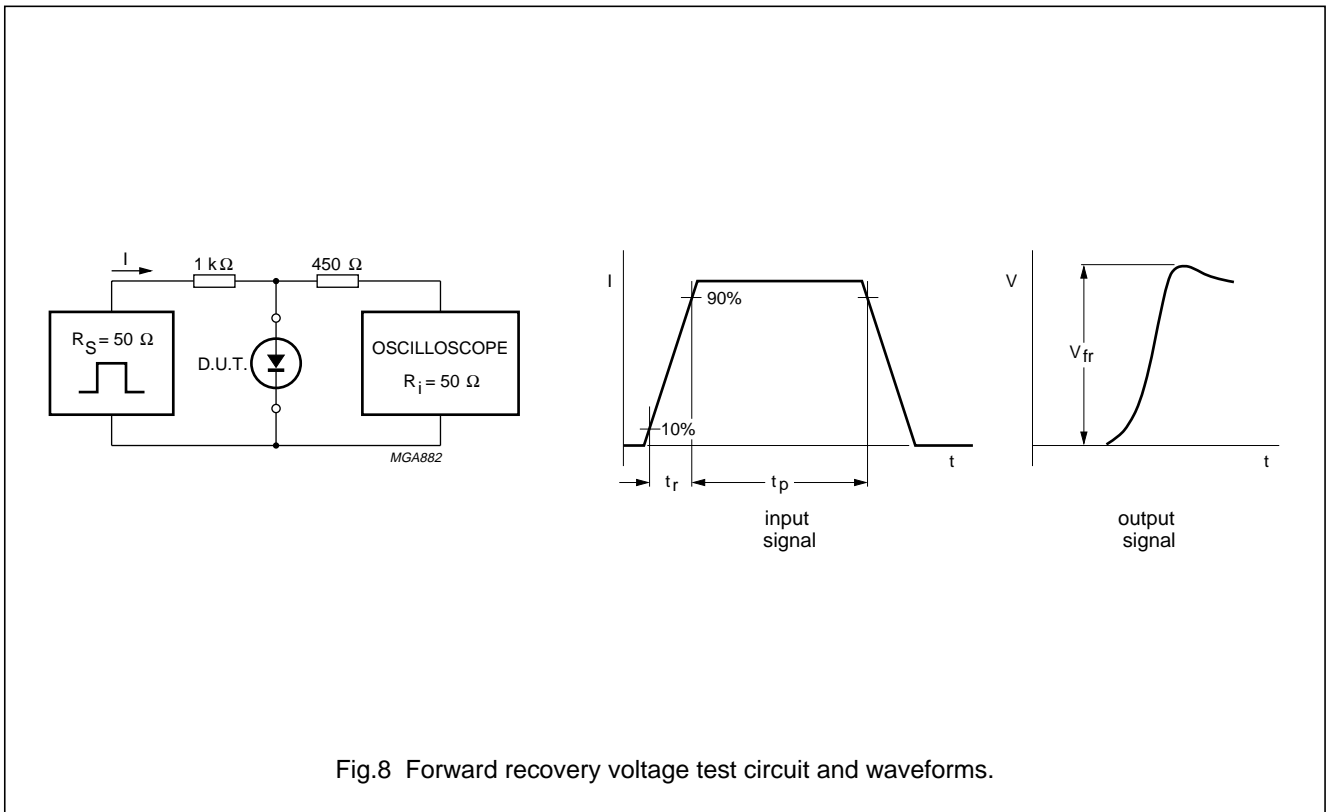 I
1 kΩ
450 Ω
R_S = 50 Ω
D.U.T.
OSCILLOSCOPE
R_i = 50 Ω
MGA882
I
90%
10%
t
t_r
t_p
input
signal
V
V_fr
t
output
signal
Fig.8 Forward recovery voltage test circuit and waveforms.